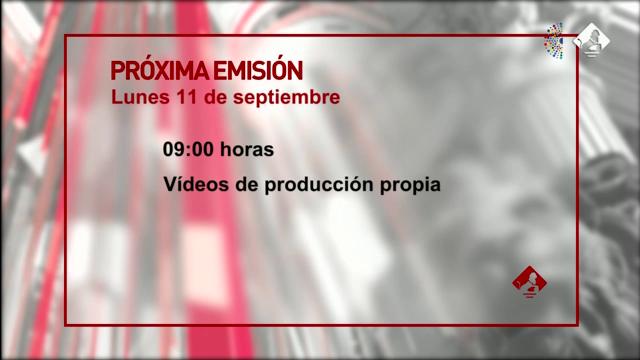 PRÓXIMA EMISIÓN
Lunes 11 de septiembre
09:00 horas
Vídeos de producción propia